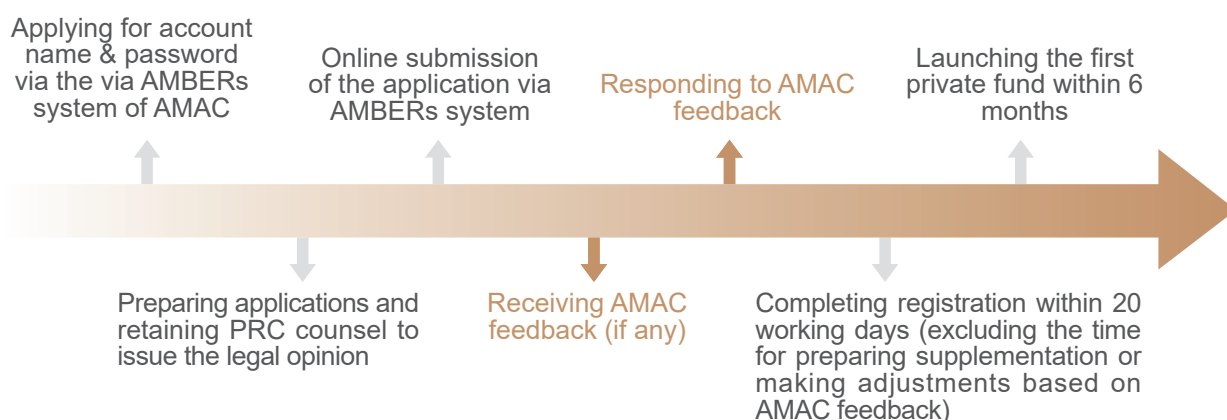 Applying for account
name & password
via the via AMBERs
system of AMAC
Preparing applications and
retaining PRC counsel to
issue the legal opinion
Online submission
of the application via
AMBERs system
Receiving AMAC
feedback (if any)
Responding to AMAC
feedback
Completing registration within 20
working days (excluding the time
for preparing supplementation or
making adjustments based on
AMAC feedback)
Launching the first
private fund within 6
months